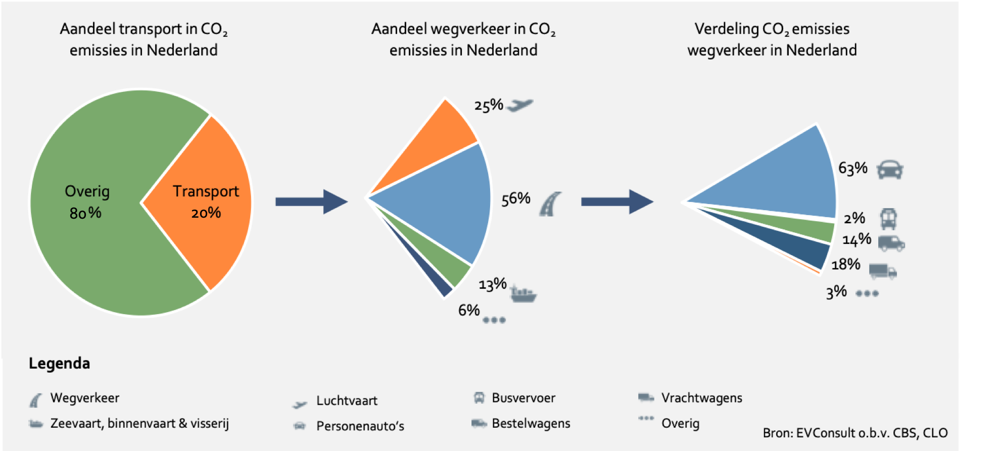 Aandeel transport in CO₂
emissies in Nederland
Aandeel wegverkeer in CO₂
emissies in Nederland
Verdeling CO₂ emissies
wegverkeer in Nederland
Overig
80%
Transport
20%
25%
56%
13%
6%
63%
2%
14%
18%
3%
Legenda
Wegverkeer
Zeevaart, binnenvaart & visserij
Luchtvaart
Personenauto’s
Busvervoer
Bestelwagens
Vrachtwagens
Overig
Bron: EVConsult o.b.v. CBS, CLO